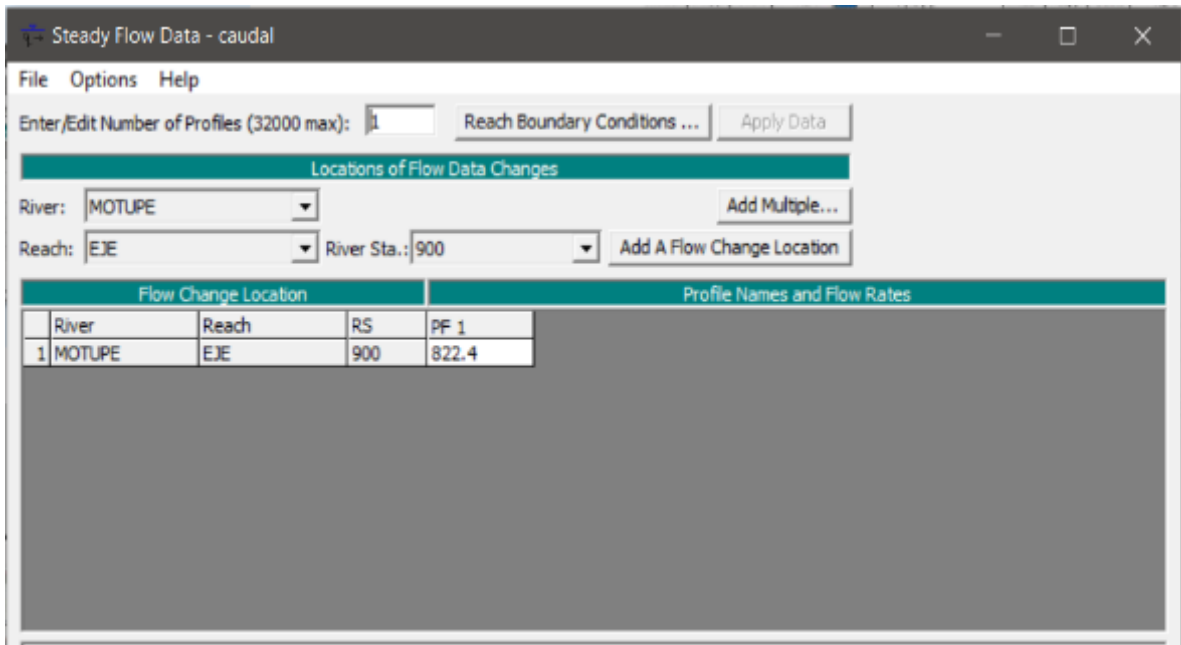 Steady Flow Data - caudal
File Options Help
Enter/Edit Number of Profiles (32000 max): 1 Reach Boundary Conditions ... Apply Data
Locations of Flow Data Changes
River: MOTUPE Add Multiple...
Reach: EJE River Sta.: 900 Add A Flow Change Location
Flow Change Location Profile Names and Flow Rates
River Reach RS PF 1
1 MOTUPE EJE 900 822.4